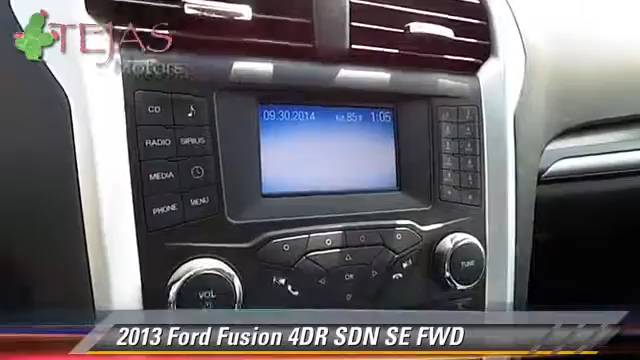 TEJAS
Motors
09.30.2014 85°F 1:05
CD
RADIO SIRIUS
MEDIA
PHONE MENU
OK
VOL
TUNE
2013 Ford Fusion 4DR SDN SE FWD